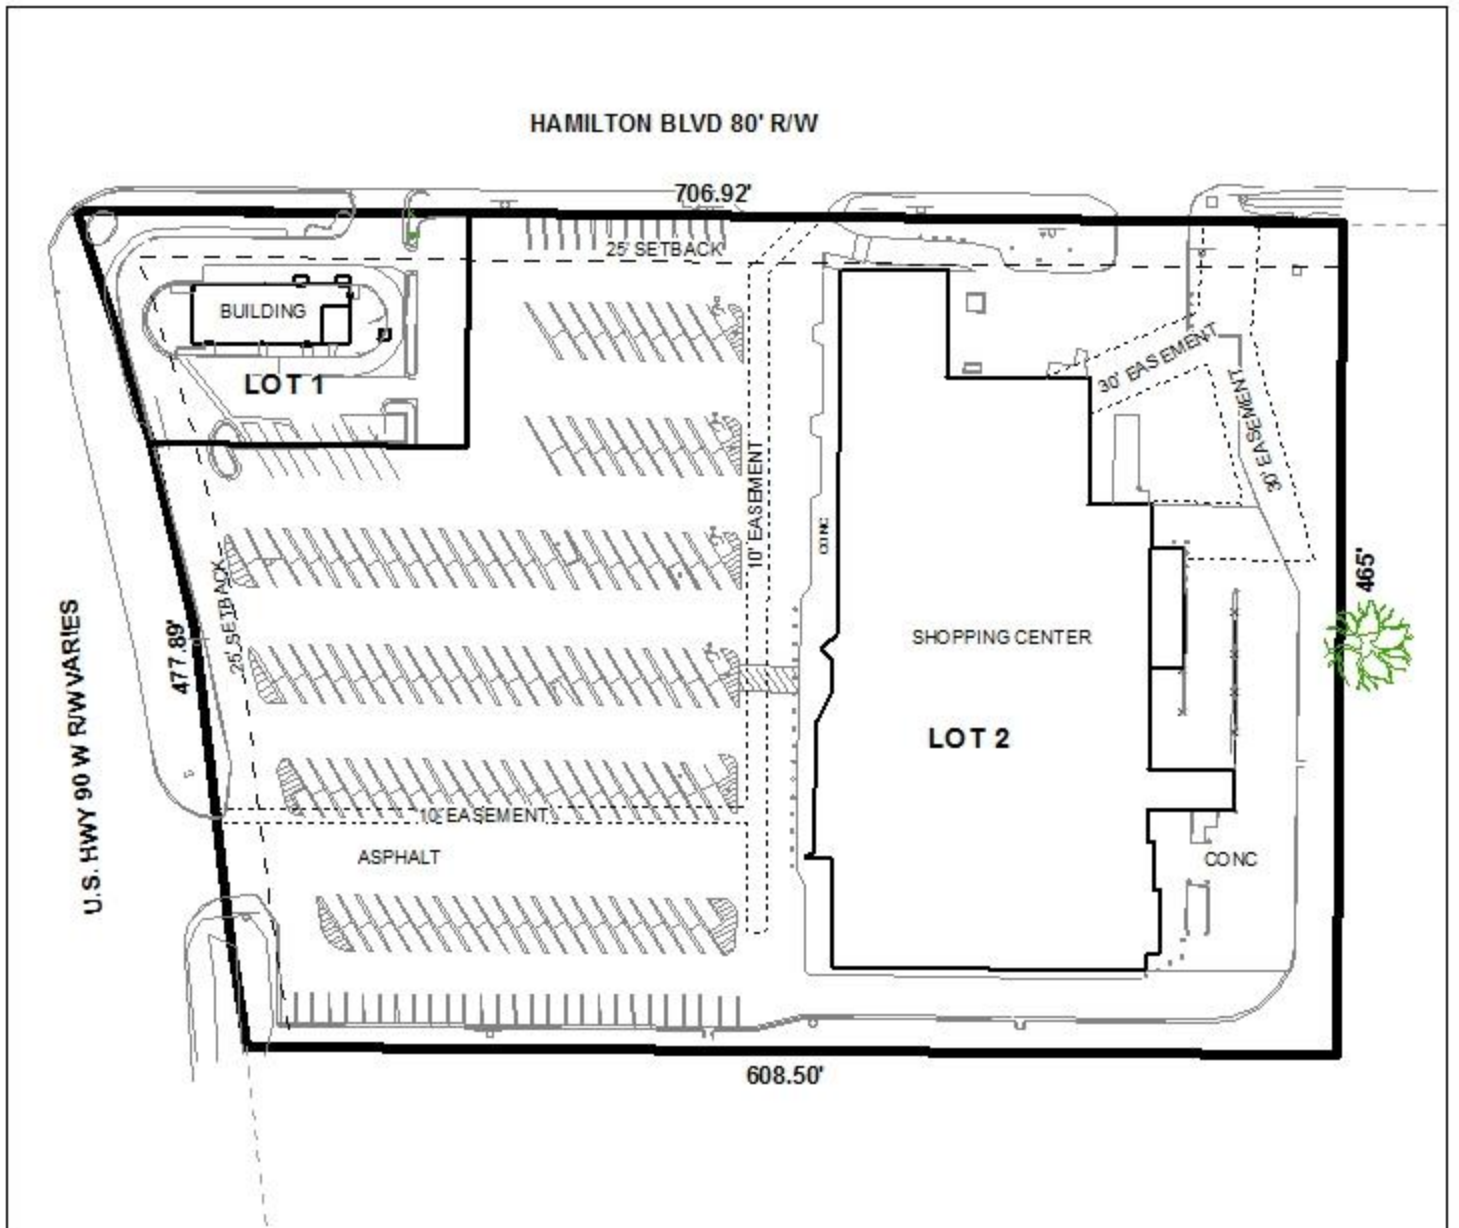 HAMILTON BLVD 80' R/W
706.92'
25' SETBACK
BUILDING
LOT 1
30' EASEMENT
30' EASEMENT
10' EASEMENT
CONC
465'
25' SETBACK
477.89'
U.S. HWY 90 W R/W VARIES
SHOPPING CENTER
LOT 2
10' EASEMENT
ASPHALT
CONC
608.50'